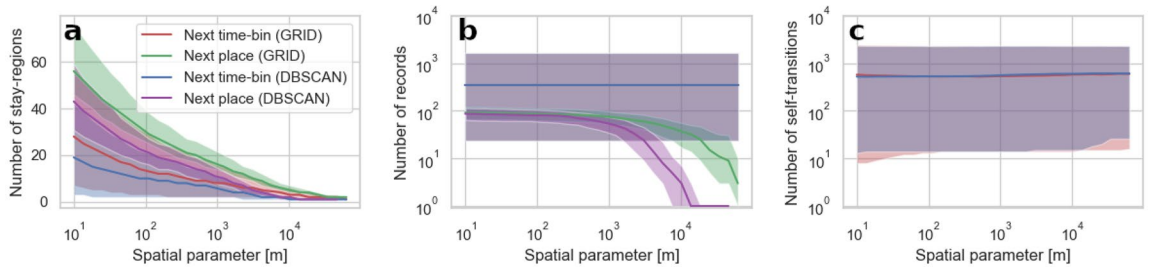 a
Number of stay-regions
60
40
20
0
Next time-bin (GRID)
Next place (GRID)
Next time-bin (DBSCAN)
Next place (DBSCAN)
10^1
10^2
10^3
10^4
Spatial parameter [m]
b
Number of records
10^4
10^3
10^2
10^1
10^0
10^1
10^2
10^3
10^4
Spatial parameter [m]
c
Number of self-transitions
10^4
10^3
10^2
10^1
10^0
10^1
10^2
10^3
10^4
Spatial parameter [m]